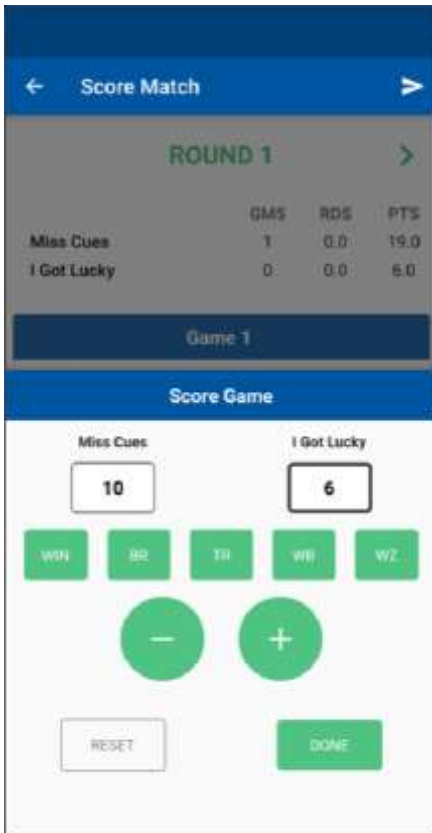 Score Match
ROUND 1
GMS RDS PTS
Miss Cues 1 0.0 19.0
I Got Lucky 0 0.0 6.0
Game 1
Score Game
Miss Cues I Got Lucky
10 6
WIN BR TR WB WZ
RESET DONE